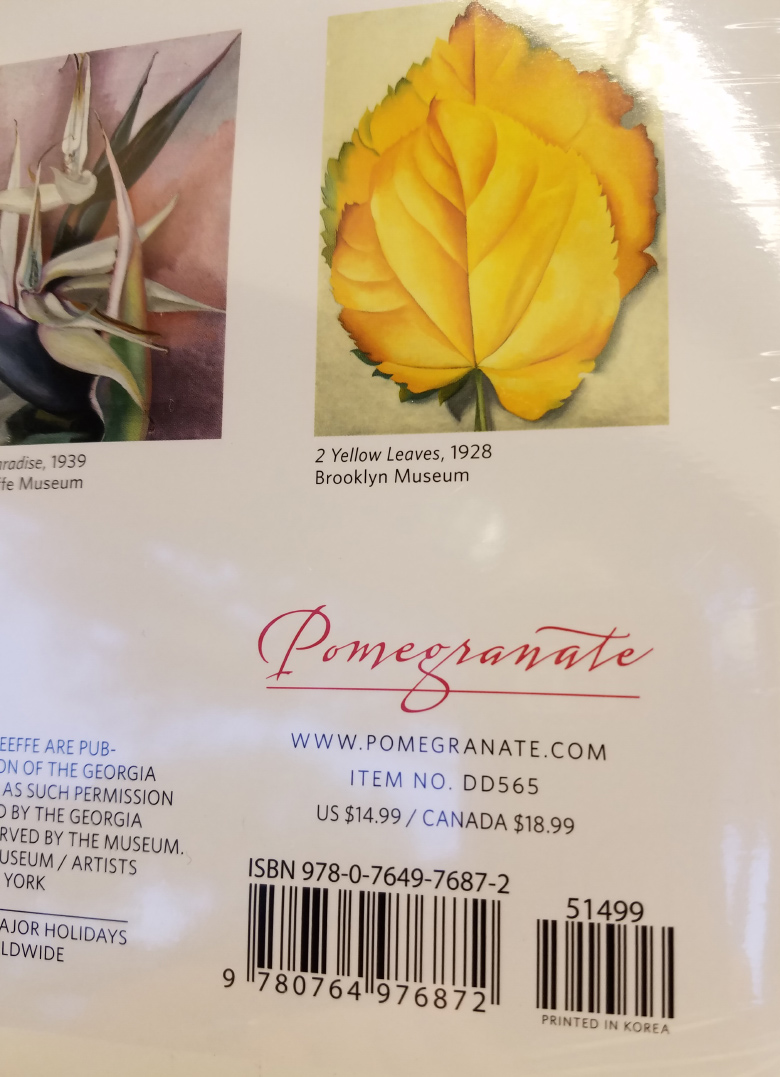 radise, 1939
ffe Museum
2 Yellow Leaves, 1928
Brooklyn Museum
Pomegranate
WWW.POMEGRANATE.COM
ITEM NO. DD565
US $14.99 / CANADA $18.99
EEFFE ARE PUB-
ON OF THE GEORGIA
AS SUCH PERMISSION
D BY THE GEORGIA
RVED BY THE MUSEUM.
USEUM / ARTISTS
YORK
AJOR HOLIDAYS
LDWIDE
ISBN 978-0-7649-7687-2
51499
9 780764 976872
PRINTED IN KOREA